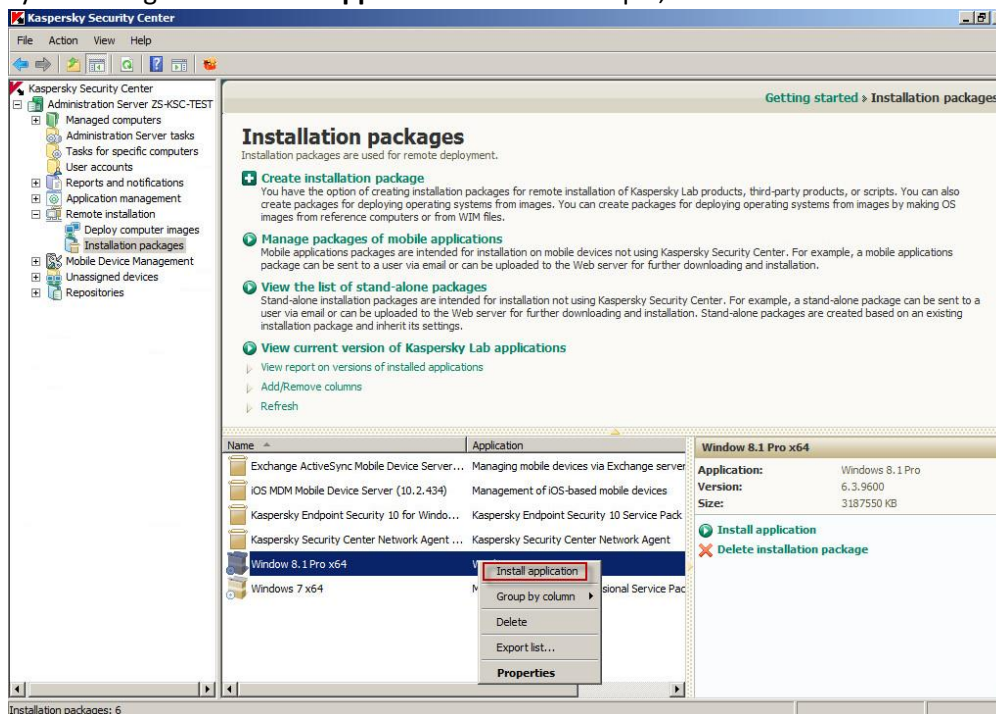 Kaspersky Security Center
File Action View Help
Kaspersky Security Center
Administration Server ZS-KSC-TEST
Managed computers
Administration Server tasks
Tasks for specific computers
User accounts
Reports and notifications
Application management
Remote installation
Deploy computer images
Installation packages
Mobile Device Management
Unassigned devices
Repositories
Getting started › Installation packages
Installation packages
Installation packages are used for remote deployment.
Create installation package
You have the option of creating installation packages for remote installation of Kaspersky Lab products, third-party products, or scripts. You can also
create packages for deploying operating systems from images. You can create packages for deploying operating systems from images by making OS
images from reference computers or from WIM files.
Manage packages of mobile applications
Mobile applications packages are intended for installation on mobile devices not using Kaspersky Security Center. For example, a mobile applications
package can be sent to a user via email or can be uploaded to the Web server for further downloading and installation.
View the list of stand-alone packages
Stand-alone installation packages are intended for installation not using Kaspersky Security Center. For example, a stand-alone package can be sent to a
user via email or can be uploaded to the Web server for further downloading and installation. Stand-alone packages are created based on an existing
installation package and inherit its settings.
View current version of Kaspersky Lab applications
View report on versions of installed applications
Add/Remove columns
Refresh
Name Application
Exchange ActiveSync Mobile Device Server... Managing mobile devices via Exchange server
iOS MDM Mobile Device Server (10.2.434) Management of iOS-based mobile devices
Kaspersky Endpoint Security 10 for Windo... Kaspersky Endpoint Security 10 Service Pack
Kaspersky Security Center Network Agent ... Kaspersky Security Center Network Agent
Window 8.1 Pro x64
Windows 7 x64 sional Service Pac
Install application
Group by column
Delete
Export list...
Properties
Window 8.1 Pro x64
Application: Windows 8.1 Pro
Version: 6.3.9600
Size: 3187550 KB
Install application
Delete installation package
Installation packages: 6